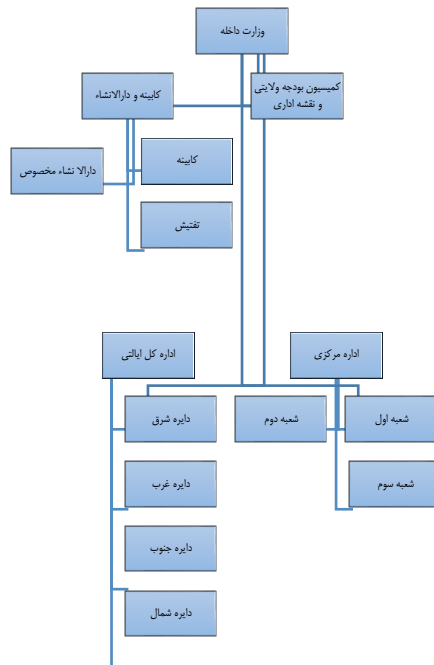 وزارت داخله
کمیسیون بودجه ولایتی
و نقشه اداری
کابینه و دارالانشاء
کابینه
دارالا نشاء مخصوص
تفتیش
اداره مرکزی
اداره کل ایالتی
شعبه اول
شعبه دوم
دایره شرق
شعبه سوم
دایره غرب
دایره جنوب
دایره شمال